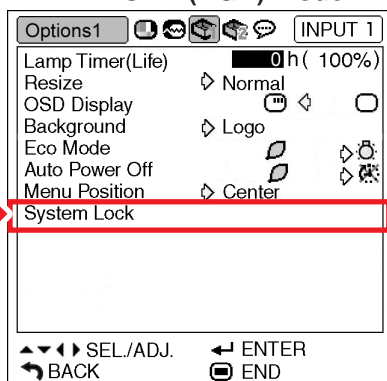 Options1 INPUT 1
Lamp Timer(Life) 0 h ( 100%)
Resize Normal
OSD Display
Background Logo
Eco Mode
Auto Power Off
Menu Position Center
System Lock
SEL./ADJ. ENTER
BACK END